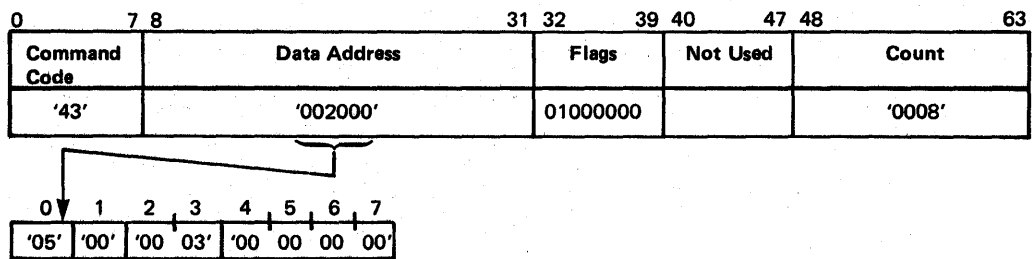 0 7 8 31 32 39 40 47 48 63
Command Code Data Address Flags Not Used Count
'43' '002000' 01000000 '0008'
0 1 2 3 4 5 6 7
'05' '00' '00 03' '00 00 00 00'